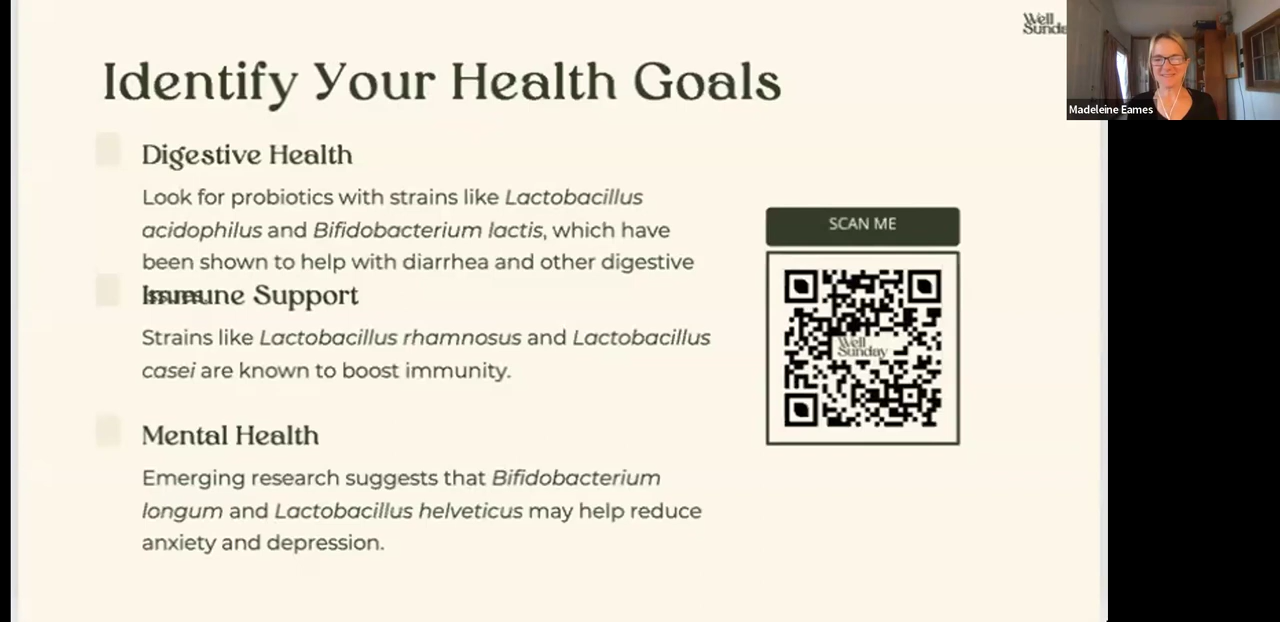 Well
Sunda
Madeleine Eames
Identify Your Health Goals
Digestive Health
Look for probiotics with strains like Lactobacillus
acidophilus and Bifidobacterium lactis, which have
been shown to help with diarrhea and other digestive
issues.
Immune Support
Strains like Lactobacillus rhamnosus and Lactobacillus
casei are known to boost immunity.
Mental Health
Emerging research suggests that Bifidobacterium
longum and Lactobacillus helveticus may help reduce
anxiety and depression.
SCAN ME
Well
Sunday